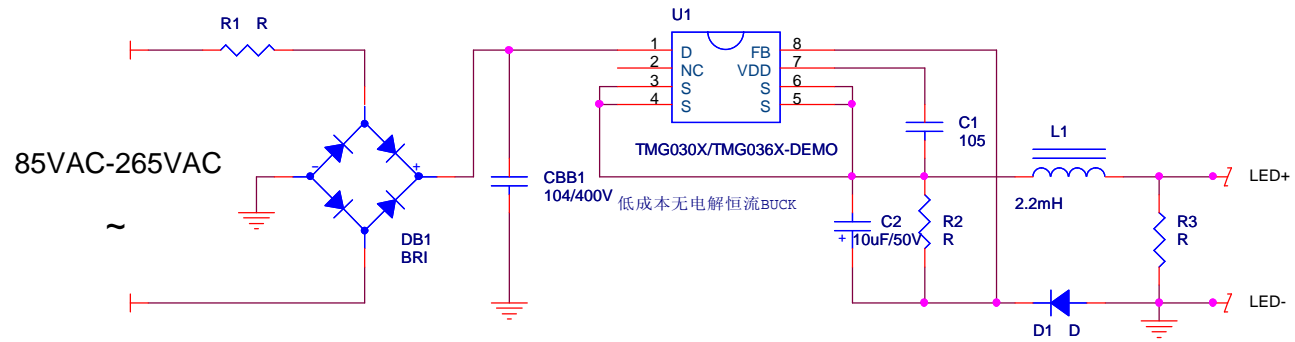 R1 R
U1
1 D FB 8
2 NC VDD 7
3 S S 6
4 S S 5
TMG030X/TMG036X-DEMO
C1
105
L1
85VAC-265VAC
~
- +
CBB1
104/400V
低成本无电解恒流BUCK
2.2mH
LED+
C2
+ 10uF/50V
R2
R
R3
R
DB1
BRI
LED-
D1 D